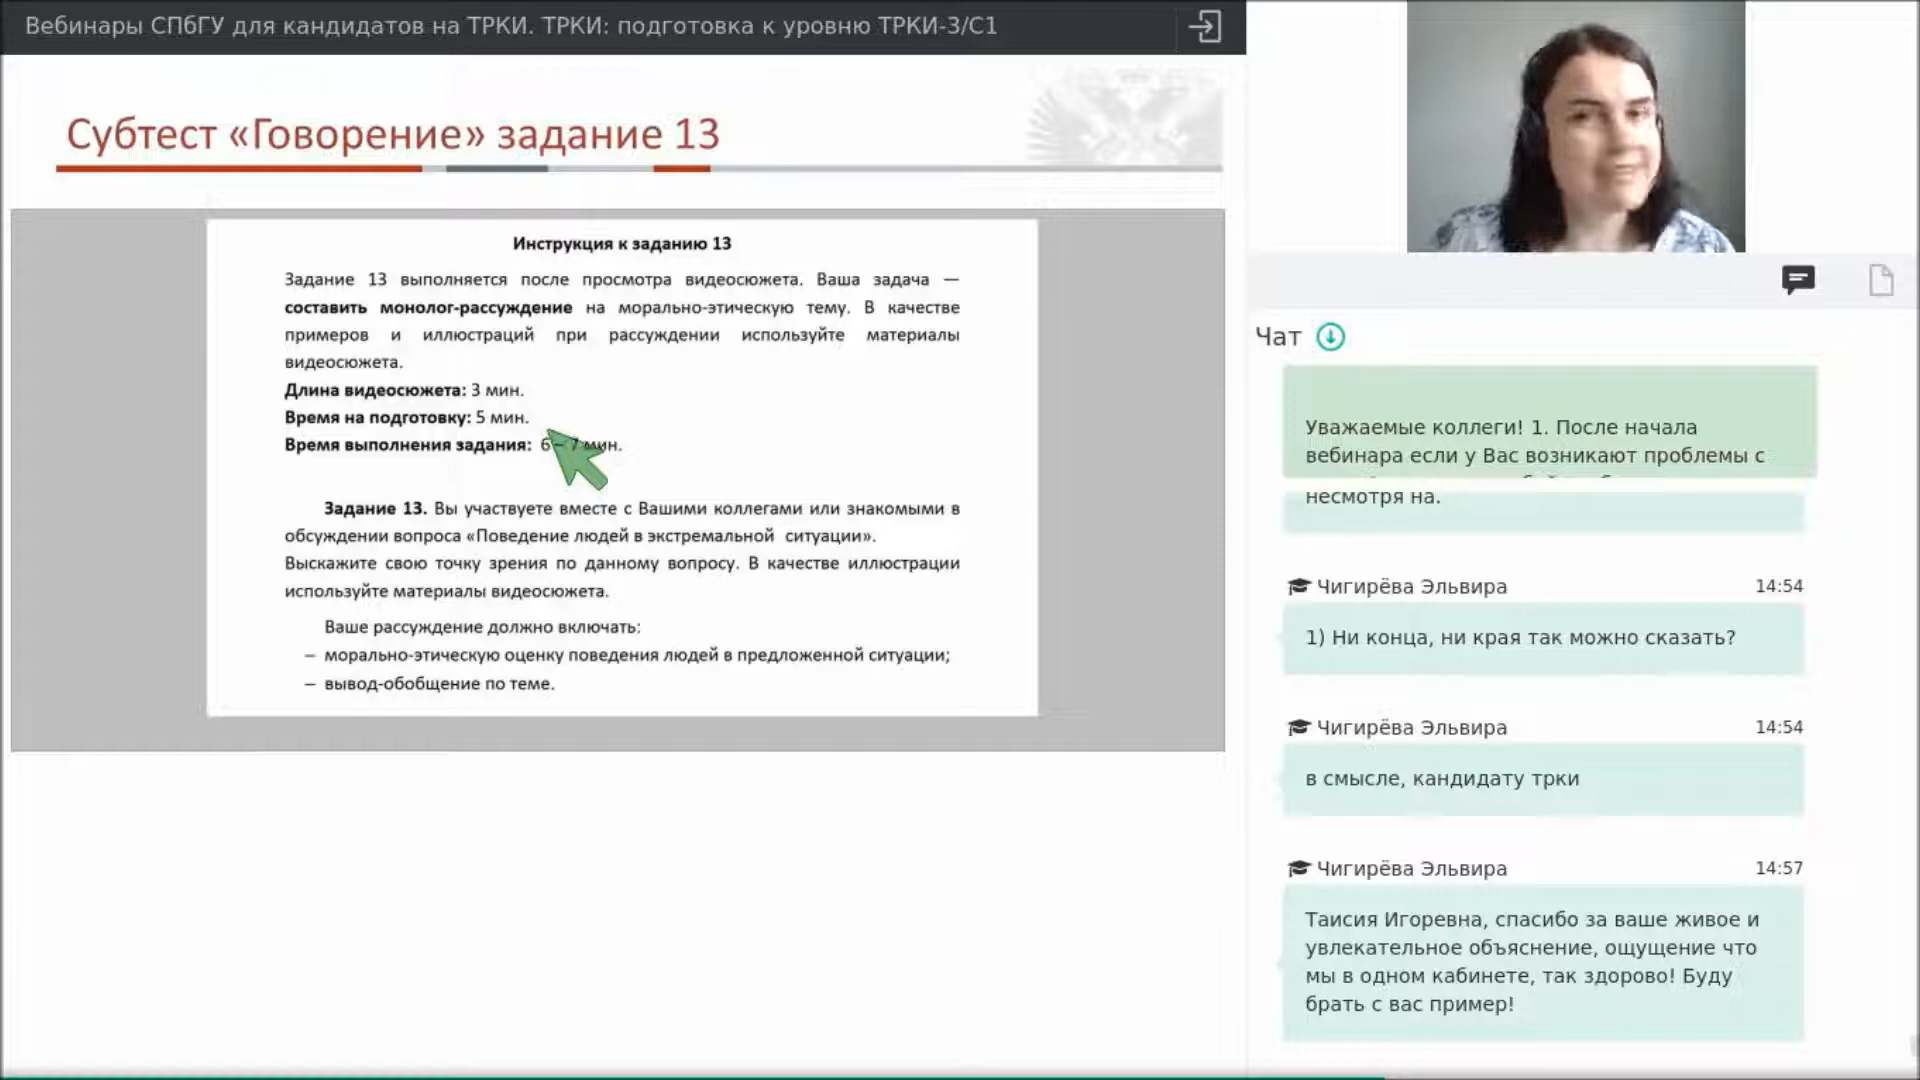 Вебинары СПбГУ для кандидатов на ТРКИ. ТРКИ: подготовка к уровню ТРКИ-3/С1
Субтест «Говорение» задание 13
Инструкция к заданию 13
Задание 13 выполняется после просмотра видеосюжета. Ваша задача —
составить монолог-рассуждение на морально-этическую тему. В качестве
примеров и иллюстраций при рассуждении используйте материалы
видеосюжета.
Длина видеосюжета: 3 мин.
Время на подготовку: 5 мин.
Время выполнения задания: 6 – 7 мин.
Задание 13. Вы участвуете вместе с Вашими коллегами или знакомыми в
обсуждении вопроса «Поведение людей в экстремальной ситуации».
Выскажите свою точку зрения по данному вопросу. В качестве иллюстрации
используйте материалы видеосюжета.
Ваше рассуждение должно включать:
– морально-этическую оценку поведения людей в предложенной ситуации;
– вывод-обобщение по теме.
Чат
Уважаемые коллеги! 1. После начала
вебинара если у Вас возникают проблемы с
несмотря на.
Чигирёва Эльвира 14:54
1) Ни конца, ни края так можно сказать?
Чигирёва Эльвира 14:54
в смысле, кандидату трки
Чигирёва Эльвира 14:57
Таисия Игоревна, спасибо за ваше живое и
увлекательное объяснение, ощущение что
мы в одном кабинете, так здорово! Буду
брать с вас пример!